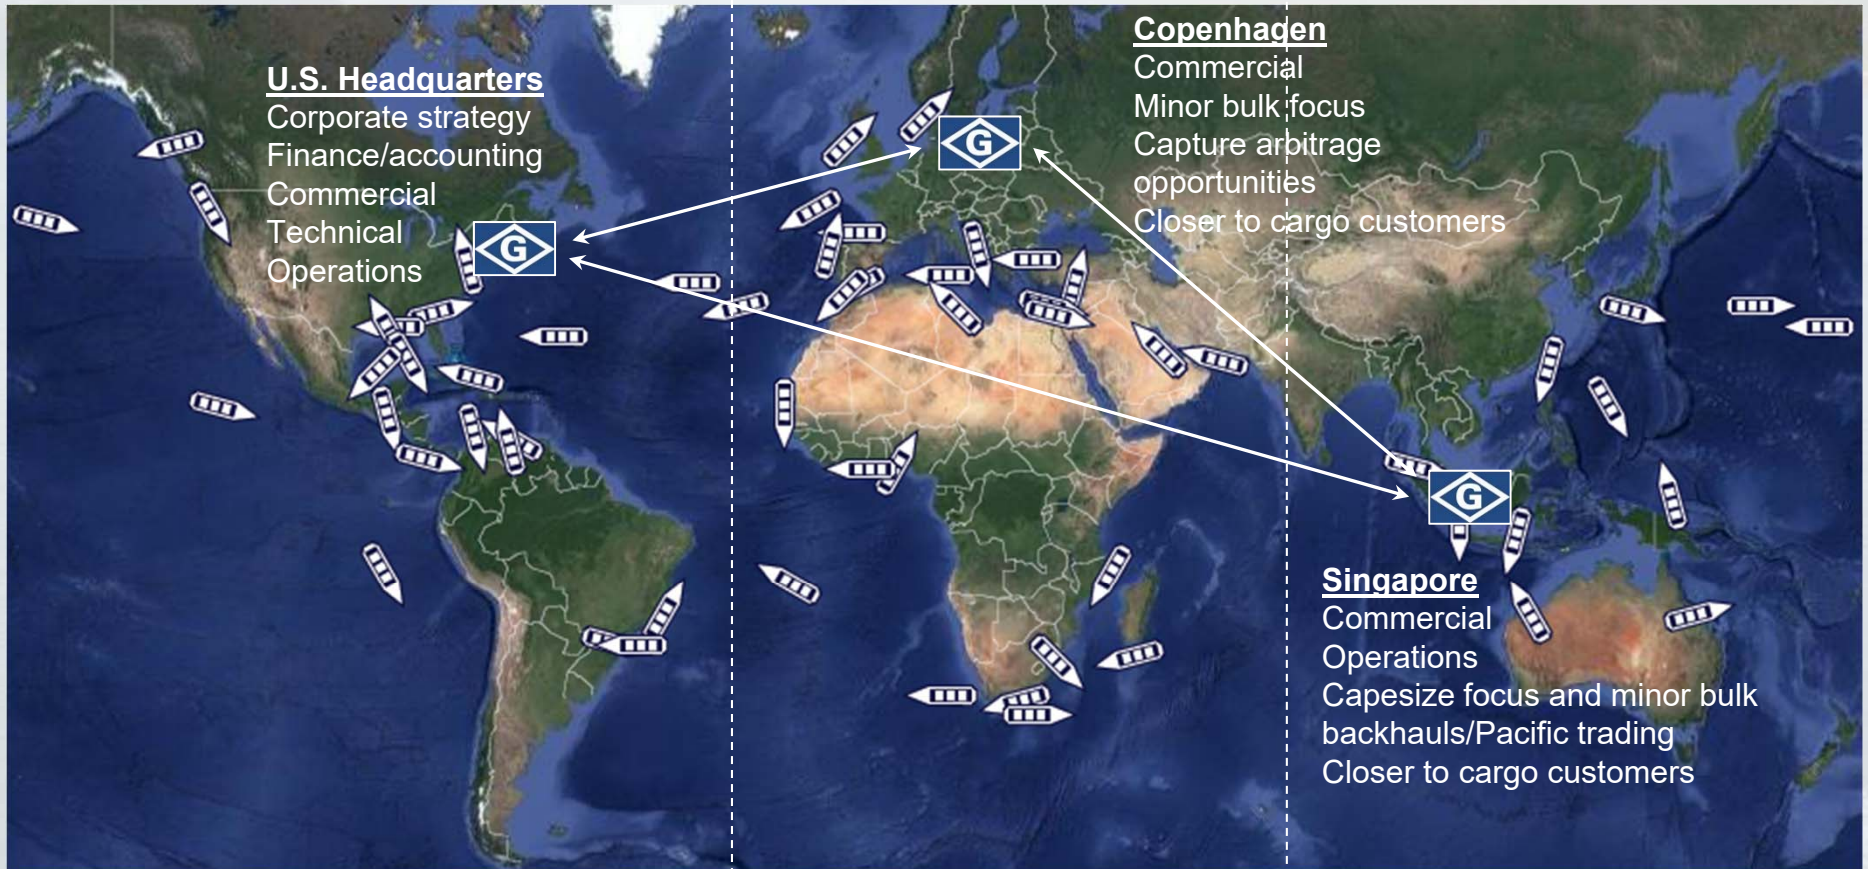 U.S. Headquarters
Corporate strategy
Finance/accounting
Commercial
Technical
Operations
G
Copenhagen
Commercial
Minor bulk focus
Capture arbitrage
opportunities
Closer to cargo customers
G
G
Singapore
Commercial
Operations
Capesize focus and minor bulk
backhauls/Pacific trading
Closer to cargo customers